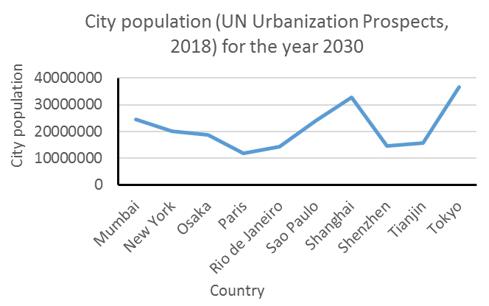 City population (UN Urbanization Prospects,
2018) for the year 2030
City population
40000000
30000000
20000000
10000000
0
Mumbai
New York
Osaka
Paris
Rio de Janeiro
Sao Paulo
Shanghai
Shenzhen
Tianjin
Tokyo
Country